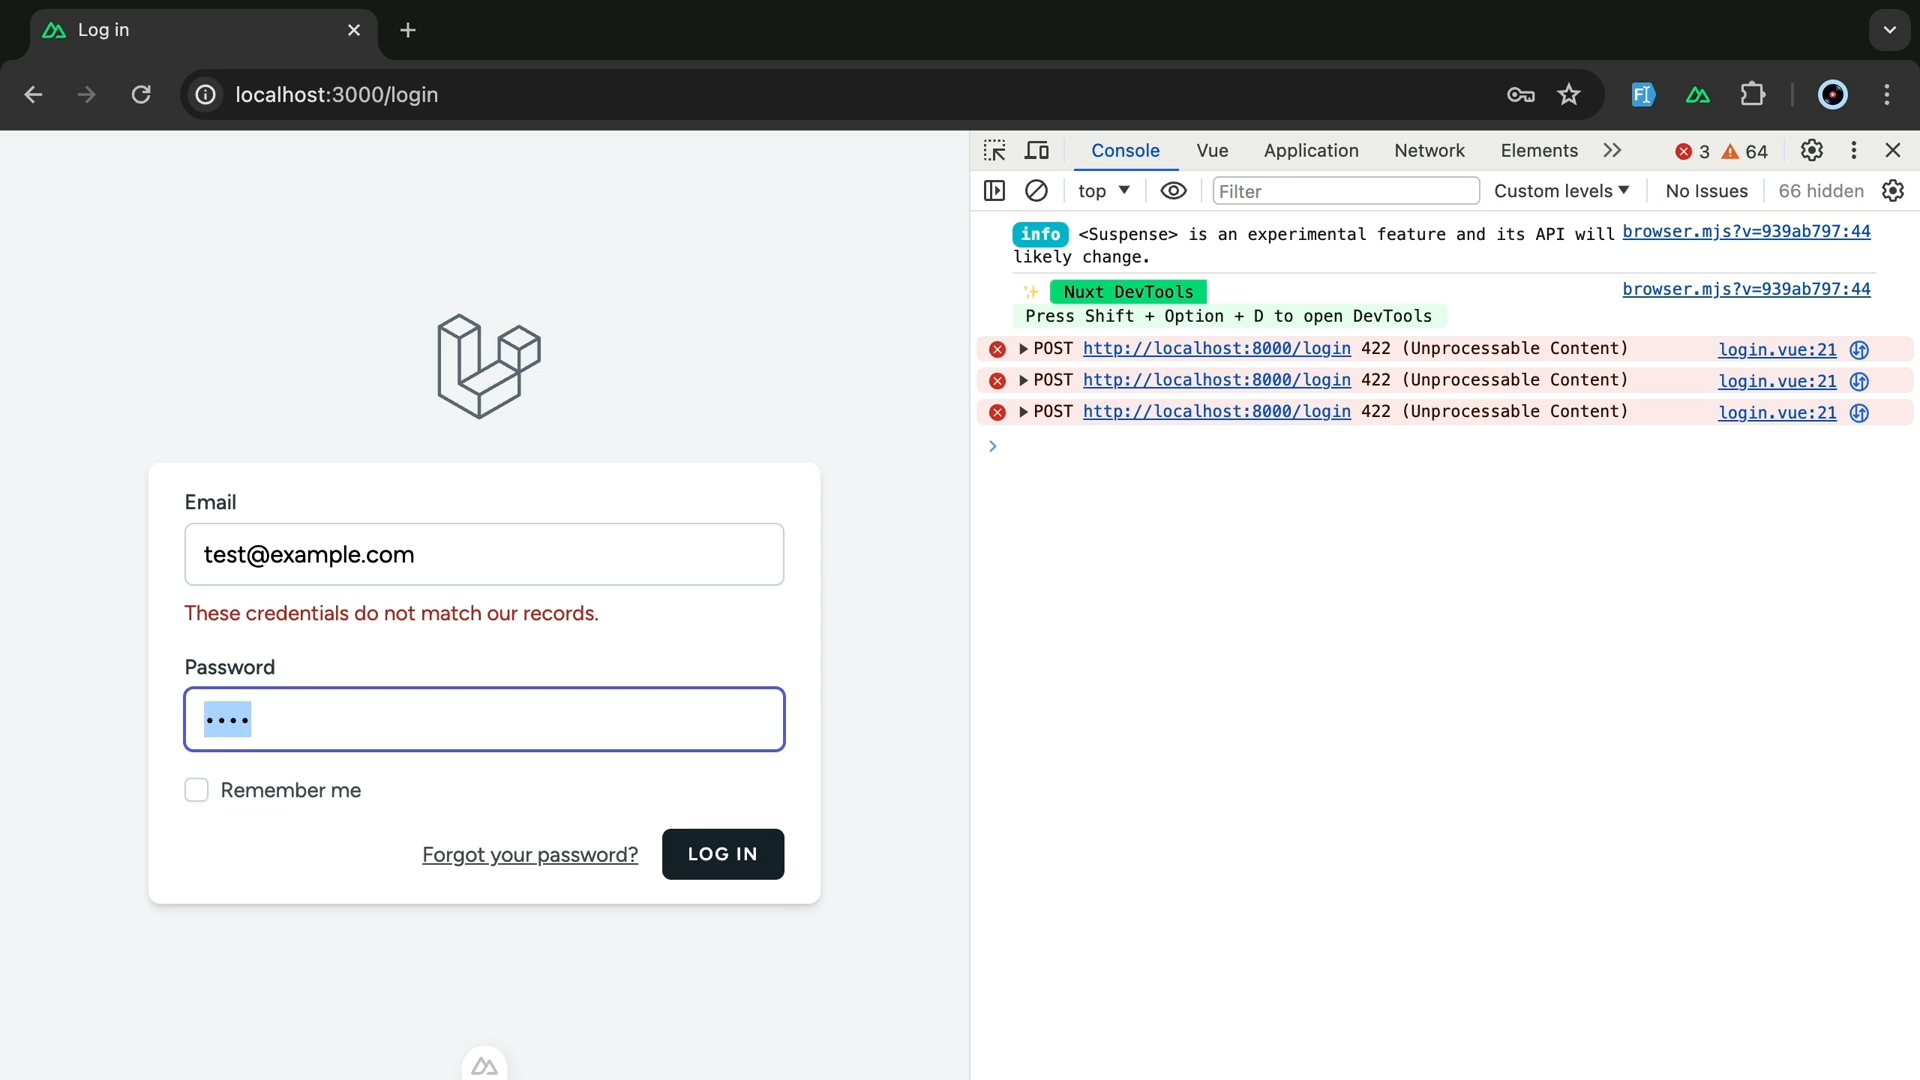 Log in
localhost:3000/login
Console Vue Application Network Elements 3 64
top Filter Custom levels No Issues 66 hidden
info <Suspense> is an experimental feature and its API will browser.mjs?v=939ab797:44
likely change.
✨ Nuxt DevTools browser.mjs?v=939ab797:44
Press Shift + Option + D to open DevTools
POST http://localhost:8000/login 422 (Unprocessable Content) login.vue:21
POST http://localhost:8000/login 422 (Unprocessable Content) login.vue:21
POST http://localhost:8000/login 422 (Unprocessable Content) login.vue:21
Email
test@example.com
These credentials do not match our records.
Password
••••
Remember me
Forgot your password? LOG IN